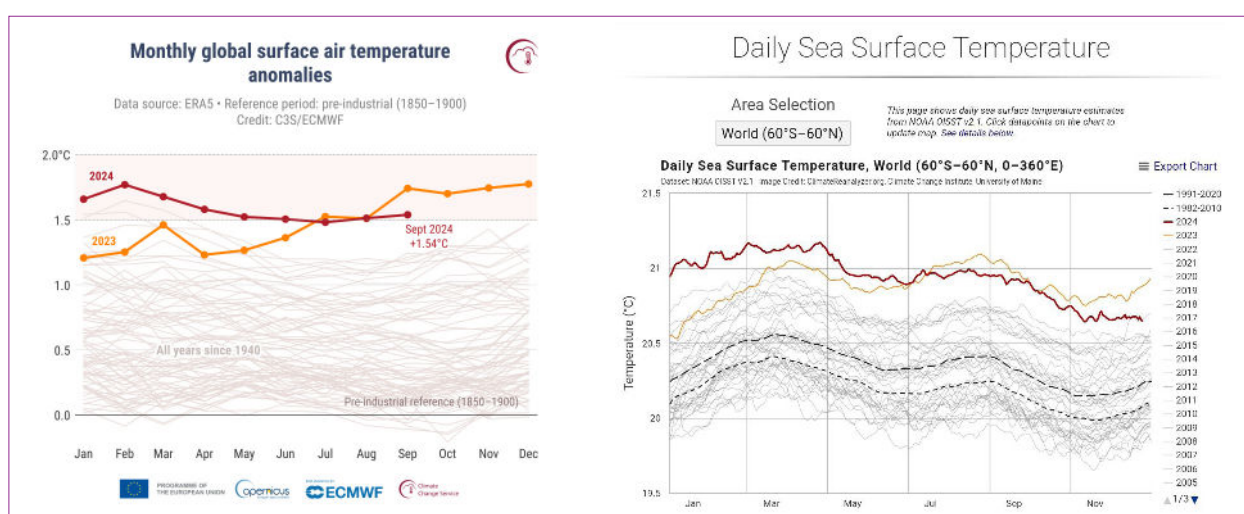 Monthly global surface air temperature
anomalies
Data source: ERA5 • Reference period: pre-industrial (1850–1900)
Credit: C3S/ECMWF
2.0°C
2024
1.5
2023
Sept 2024
+1.54°C
1.0
0.5
All years since 1940
Pre-industrial reference (1850–1900)
0.0
Jan Feb Mar Apr May Jun Jul Aug Sep Oct Nov Dec
PROGRAMME OF
THE EUROPEAN UNION
Copernicus
ECMWF
Climate
Change Service
Daily Sea Surface Temperature
Area Selection
World (60°S–60°N)
This page shows daily sea surface temperature estimates
from NOAA OISST v2.1. Click datapoints on the chart to
update map. See details below.
Daily Sea Surface Temperature, World (60°S–60°N, 0–360°E)
Export Chart
Dataset: NOAA OISST V2.1 Image Credit: ClimateReanalyzer.org, Climate Change Institute, University of Maine
Temperature (°C)
21.5
21
20.5
20
19.5
Jan Mar May Jul Sep Nov
1991-2020
1982-2010
2024
2023
2022
2021
2020
2019
2018
2017
2016
2015
2014
2013
2012
2011
2010
2009
2008
2007
2006
2005
1/3